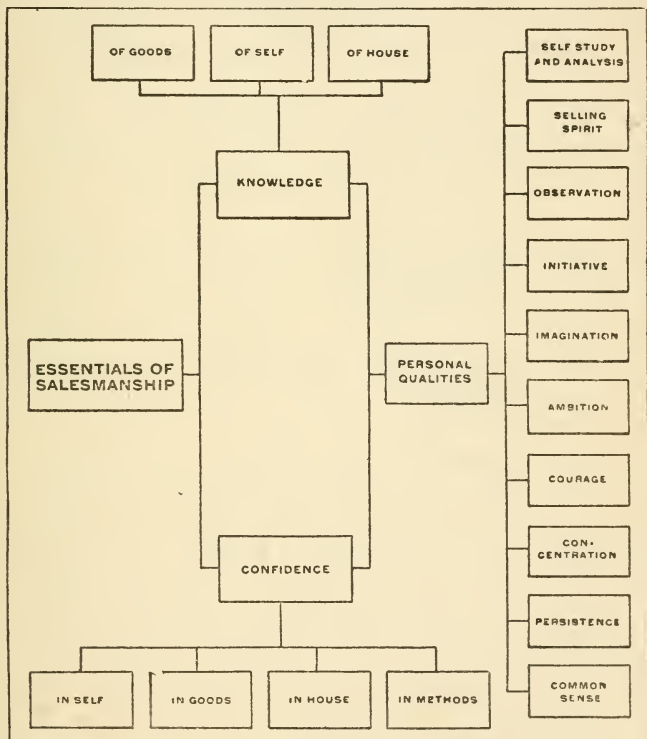 OF GOODS
OF SELF
OF HOUSE
KNOWLEDGE
ESSENTIALS OF
SALESMANSHIP
PERSONAL
QUALITIES
CONFIDENCE
IN SELF
IN GOODS
IN HOUSE
IN METHODS
SELF STUDY
AND ANALYSIS
SELLING
SPIRIT
OBSERVATION
INITIATIVE
IMAGINATION
AMBITION
COURAGE
CON-
CENTRATION
PERSISTENCE
COMMON
SENSE